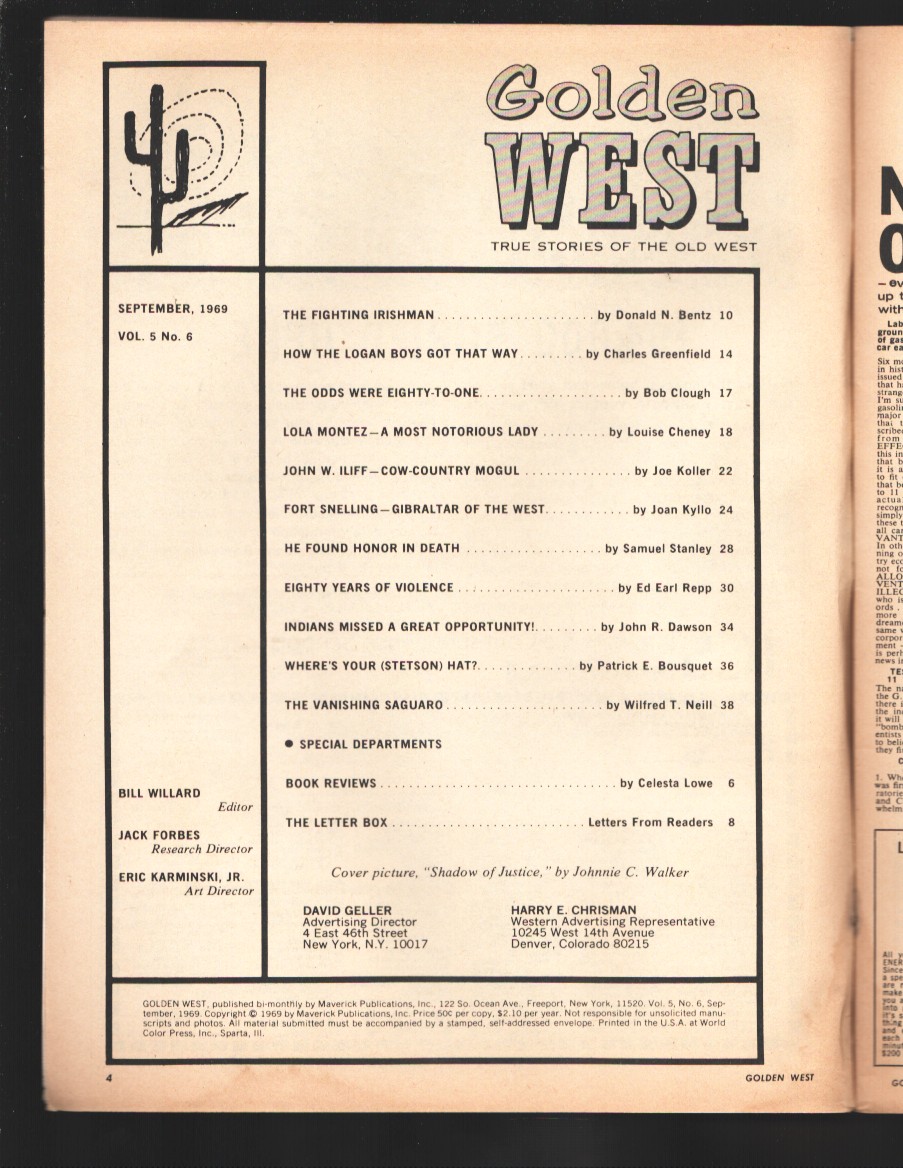 Golden
WEST
TRUE STORIES OF THE OLD WEST
SEPTEMBER, 1969
VOL. 5 No. 6
THE FIGHTING IRISHMAN ...................... by Donald N. Bentz 10
HOW THE LOGAN BOYS GOT THAT WAY ......... by Charles Greenfield 14
THE ODDS WERE EIGHTY-TO-ONE. .................... by Bob Clough 17
LOLA MONTEZ—A MOST NOTORIOUS LADY ......... by Louise Cheney 18
JOHN W. ILIFF—COW-COUNTRY MOGUL ............... by Joe Koller 22
FORT SNELLING—GIBRALTAR OF THE WEST. ........... by Joan Kyllo 24
HE FOUND HONOR IN DEATH ................... by Samuel Stanley 28
EIGHTY YEARS OF VIOLENCE ...................... by Ed Earl Repp 30
INDIANS MISSED A GREAT OPPORTUNITY!. ........ by John R. Dawson 34
WHERE'S YOUR (STETSON) HAT?. ............. by Patrick E. Bousquet 36
THE VANISHING SAGUARO ...................... by Wilfred T. Neill 38
● SPECIAL DEPARTMENTS
BOOK REVIEWS ................................. by Celesta Lowe 6
THE LETTER BOX ........................... Letters From Readers 8
BILL WILLARD
Editor
JACK FORBES
Research Director
ERIC KARMINSKI, JR.
Art Director
Cover picture, "Shadow of Justice," by Johnnie C. Walker
DAVID GELLER
Advertising Director
4 East 46th Street
New York, N.Y. 10017
HARRY E. CHRISMAN
Western Advertising Representative
10245 West 14th Avenue
Denver, Colorado 80215
GOLDEN WEST, published bi-monthly by Maverick Publications, Inc., 122 So. Ocean Ave., Freeport, New York, 11520. Vol. 5, No. 6, Sep-
tember, 1969. Copyright © 1969 by Maverick Publications, Inc. Price 50C per copy, $2.10 per year. Not responsible for unsolicited manu-
scripts and photos. All material submitted must be accompanied by a stamped, self-addressed envelope. Printed in the U.S.A. at World
Color Press, Inc., Sparta, Ill.
4
GOLDEN WEST